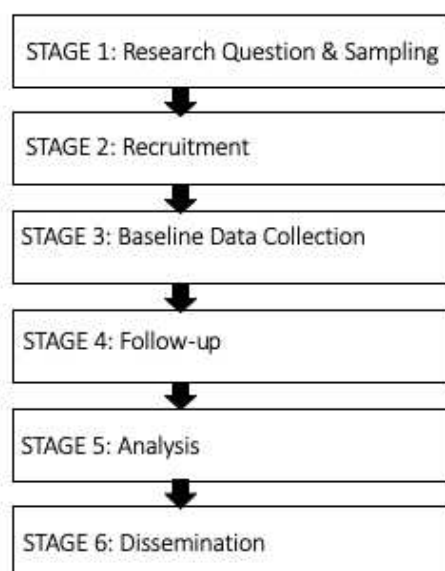 STAGE 1: Research Question & Sampling
STAGE 2: Recruitment
STAGE 3: Baseline Data Collection
STAGE 4: Follow-up
STAGE 5: Analysis
STAGE 6: Dissemination